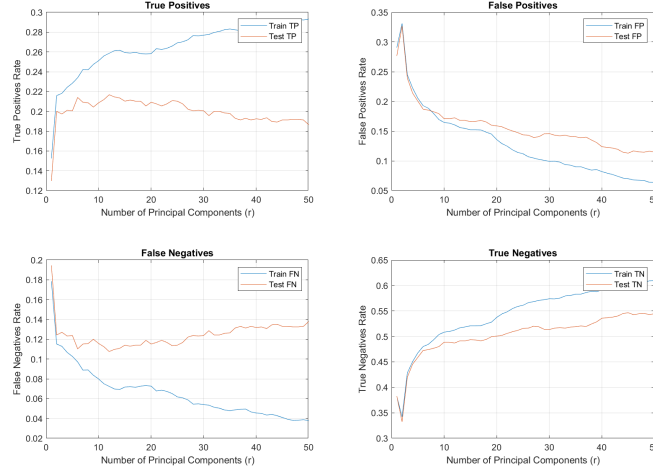 True Positives
0.3
0.28
0.26
0.24
0.22
0.2
0.18
0.16
0.14
0.12
True Positives Rate
Train TP
Test TP
0 10 20 30 40 50
Number of Principal Components (r)
False Positives
0.35
0.3
0.25
0.2
0.15
0.1
0.05
False Positives Rate
Train FP
Test FP
0 10 20 30 40 50
Number of Principal Components (r)
False Negatives
0.2
0.18
0.16
0.14
0.12
0.1
0.08
0.06
0.04
0.02
False Negatives Rate
Train FN
Test FN
0 10 20 30 40 50
Number of Principal Components (r)
True Negatives
0.65
0.6
0.55
0.5
0.45
0.4
0.35
0.3
True Negatives Rate
Train TN
Test TN
0 10 20 30 40 50
Number of Principal Components (r)